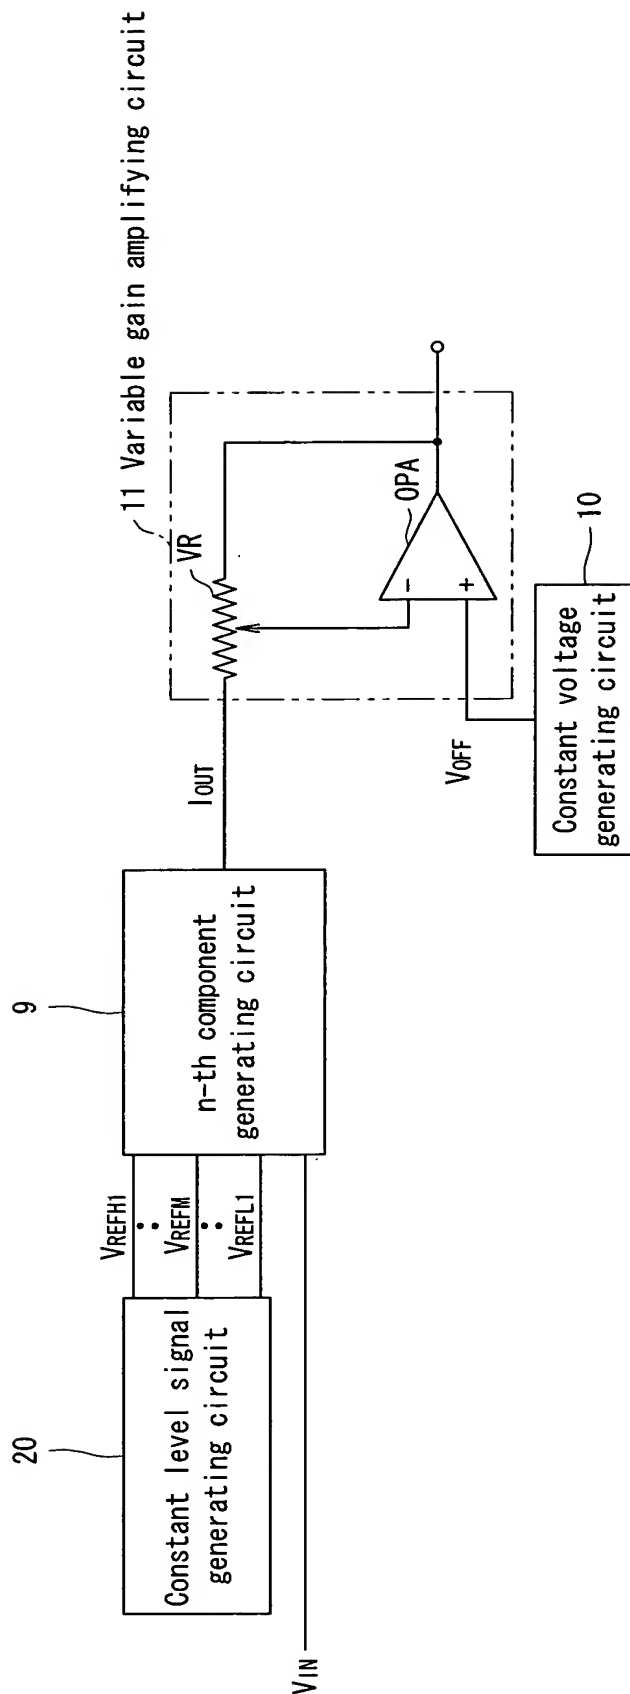 20
Constant level signal
generating circuit
VIN
VREFH1
VREFM
VREFL1
9
n-th component
generating circuit
IOUT
11 Variable gain amplifying circuit
VR
OPA
-
+
VOFF
10
Constant voltage
generating circuit